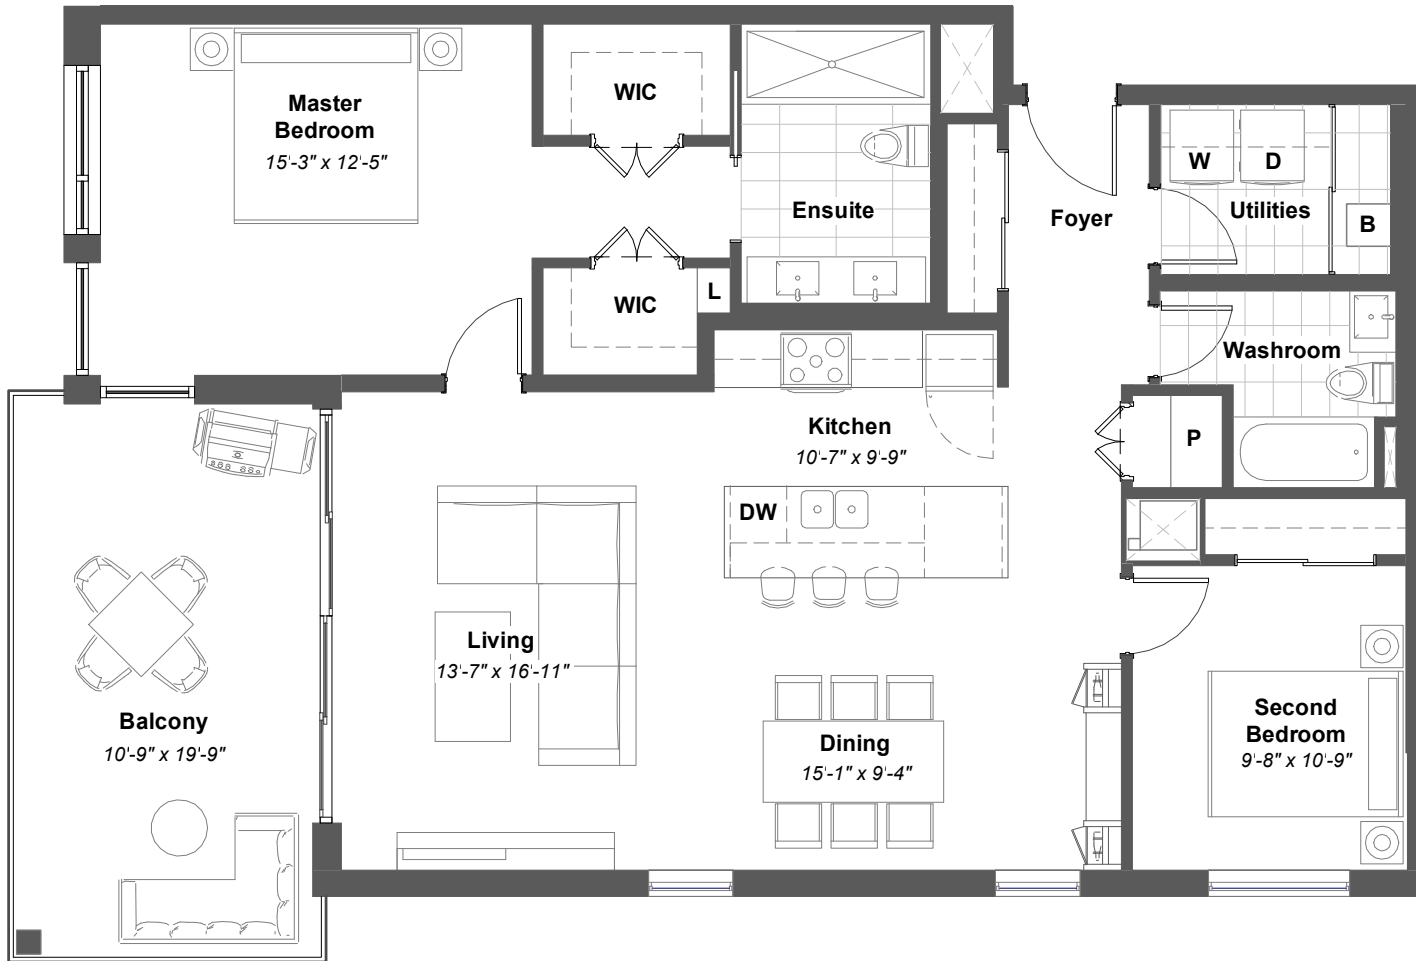 Master
Bedroom
15'-3" x 12'-5"
WIC
Ensuite
Foyer
W
D
Utilities
B
WIC
L
Washroom
Kitchen
10'-7" x 9'-9"
P
DW
Living
13'-7" x 16'-11"
Balcony
10'-9" x 19'-9"
Dining
15'-1" x 9'-4"
Second
Bedroom
9'-8" x 10'-9"